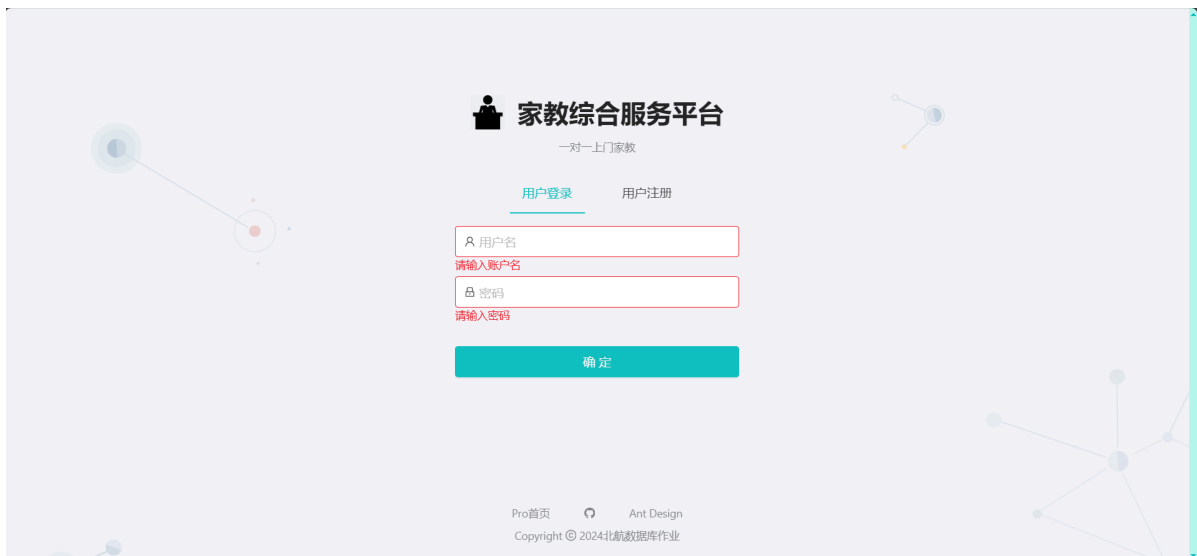 家教综合服务平台
一对一上门家教
用户登录 用户注册
用户名
请输入账户名
密码
请输入密码
确 定
Pro首页 Ant Design
Copyright © 2024北航数据库作业